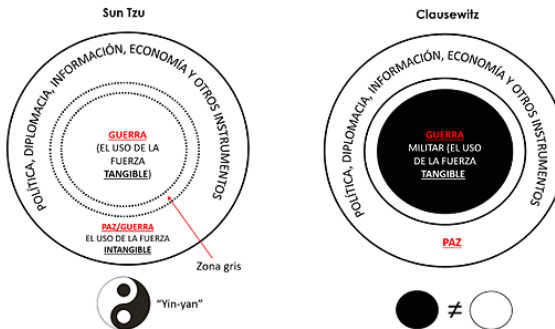 Sun Tzu
POLÍTICA, DIPLOMACIA, INFORMACIÓN, ECONOMÍA Y OTROS INSTRUMENTOS
GUERRA
(EL USO DE LA
FUERZA
TANGIBLE)
PAZ/GUERRA
EL USO DE LA FUERZA
INTANGIBLE
Zona gris
"Yin-yan"
Clausewitz
POLÍTICA, DIPLOMACIA, INFORMACIÓN, ECONOMÍA Y OTROS INSTRUMENTOS
GUERRA
MILITAR (EL USO
DE LA FUERZA
TANGIBLE
PAZ
≠